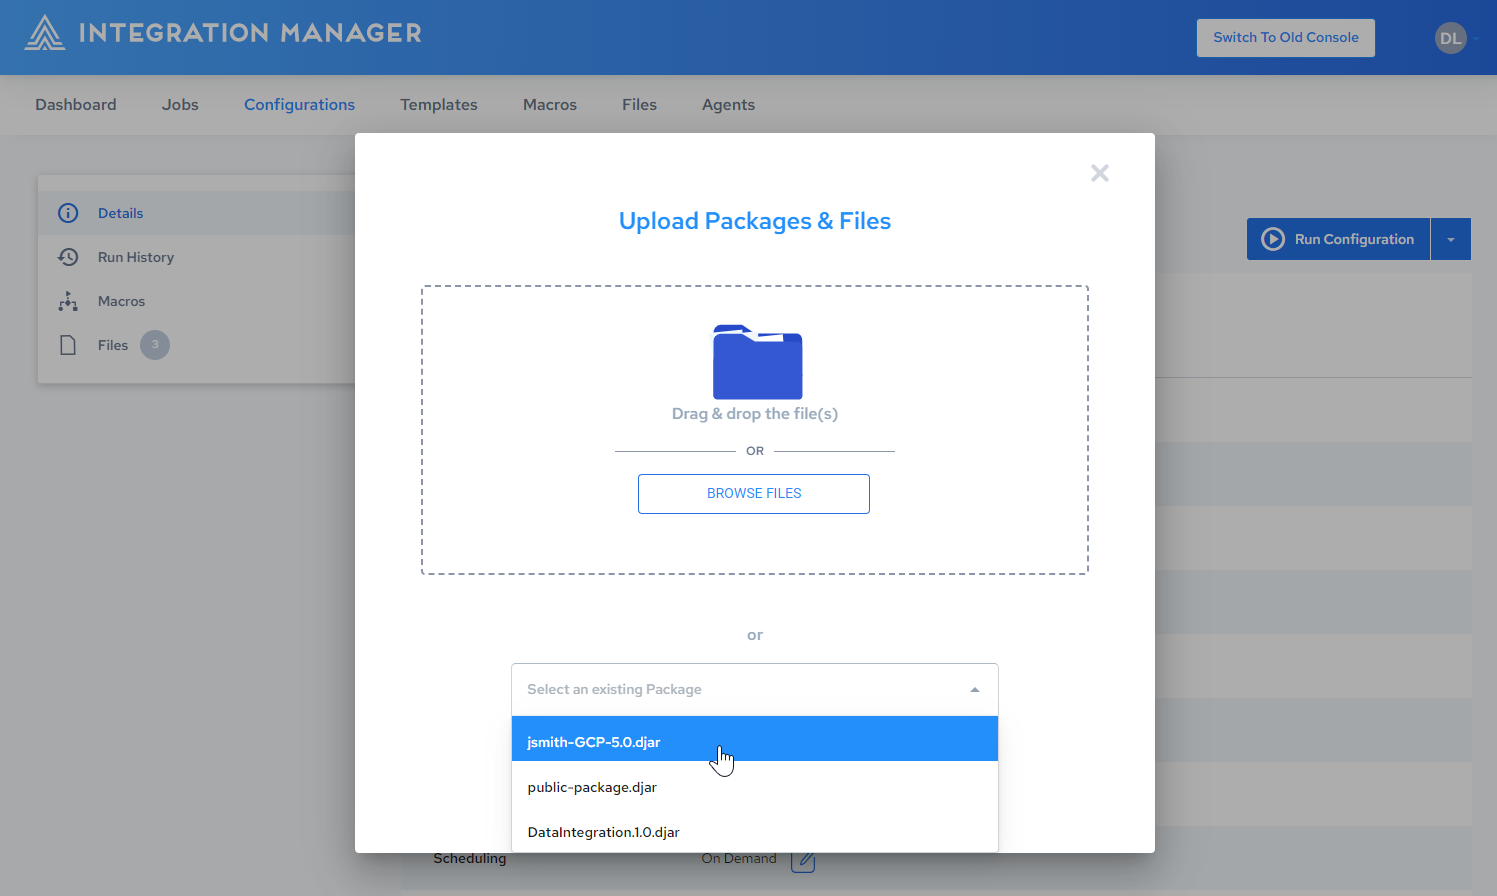 INTEGRATION MANAGER
Switch To Old Console
DL
Dashboard Jobs Configurations Templates Macros Files Agents
Details
Run History
Macros
Files 3
Run Configuration
Upload Packages & Files
Drag & drop the file(s)
OR
BROWSE FILES
or
Select an existing Package
jsmith-GCP-5.0.djar
public-package.djar
DataIntegration.1.0.djar
Scheduling On Demand